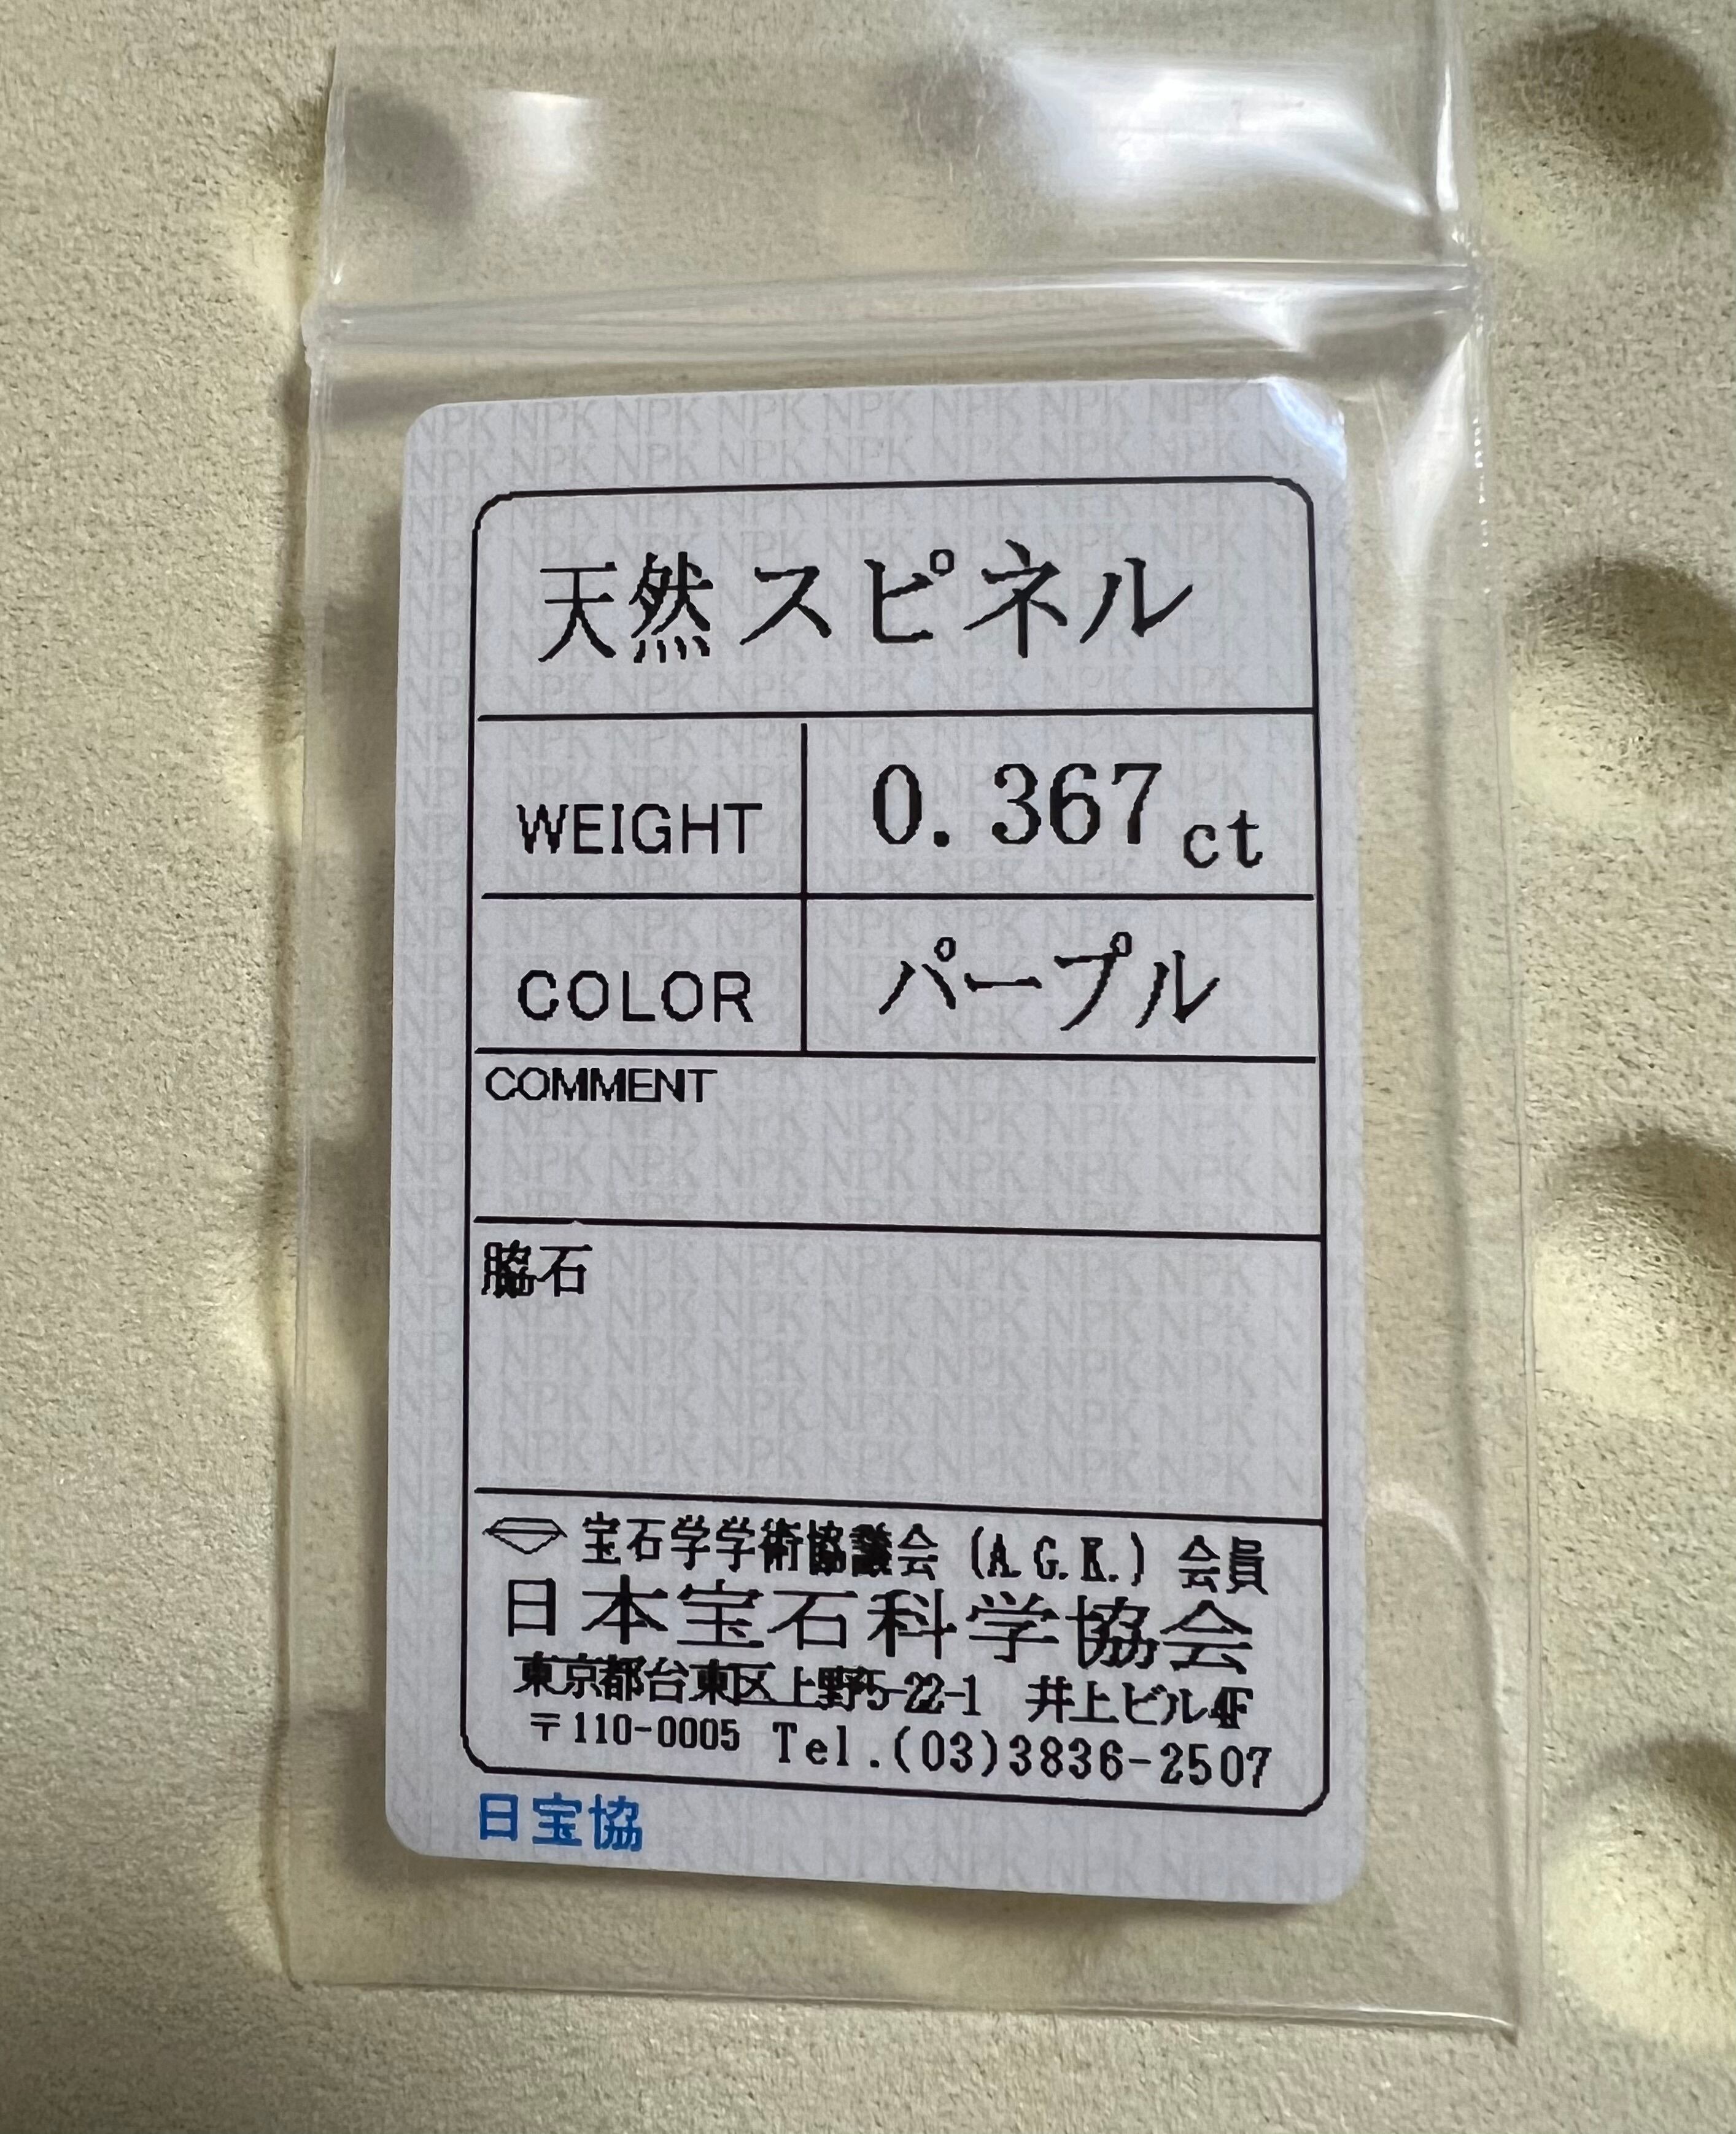 天然スピネル
WEIGHT 0.367ct
COLOR パープル
COMMENT
脇石
宝石学学術協議会 (A.G.K.) 会員
日本宝石科学協会
東京都台東区上野5-22-1 井上ビル4F
〒110-0005 Tel.(03)3836-2507
日宝協